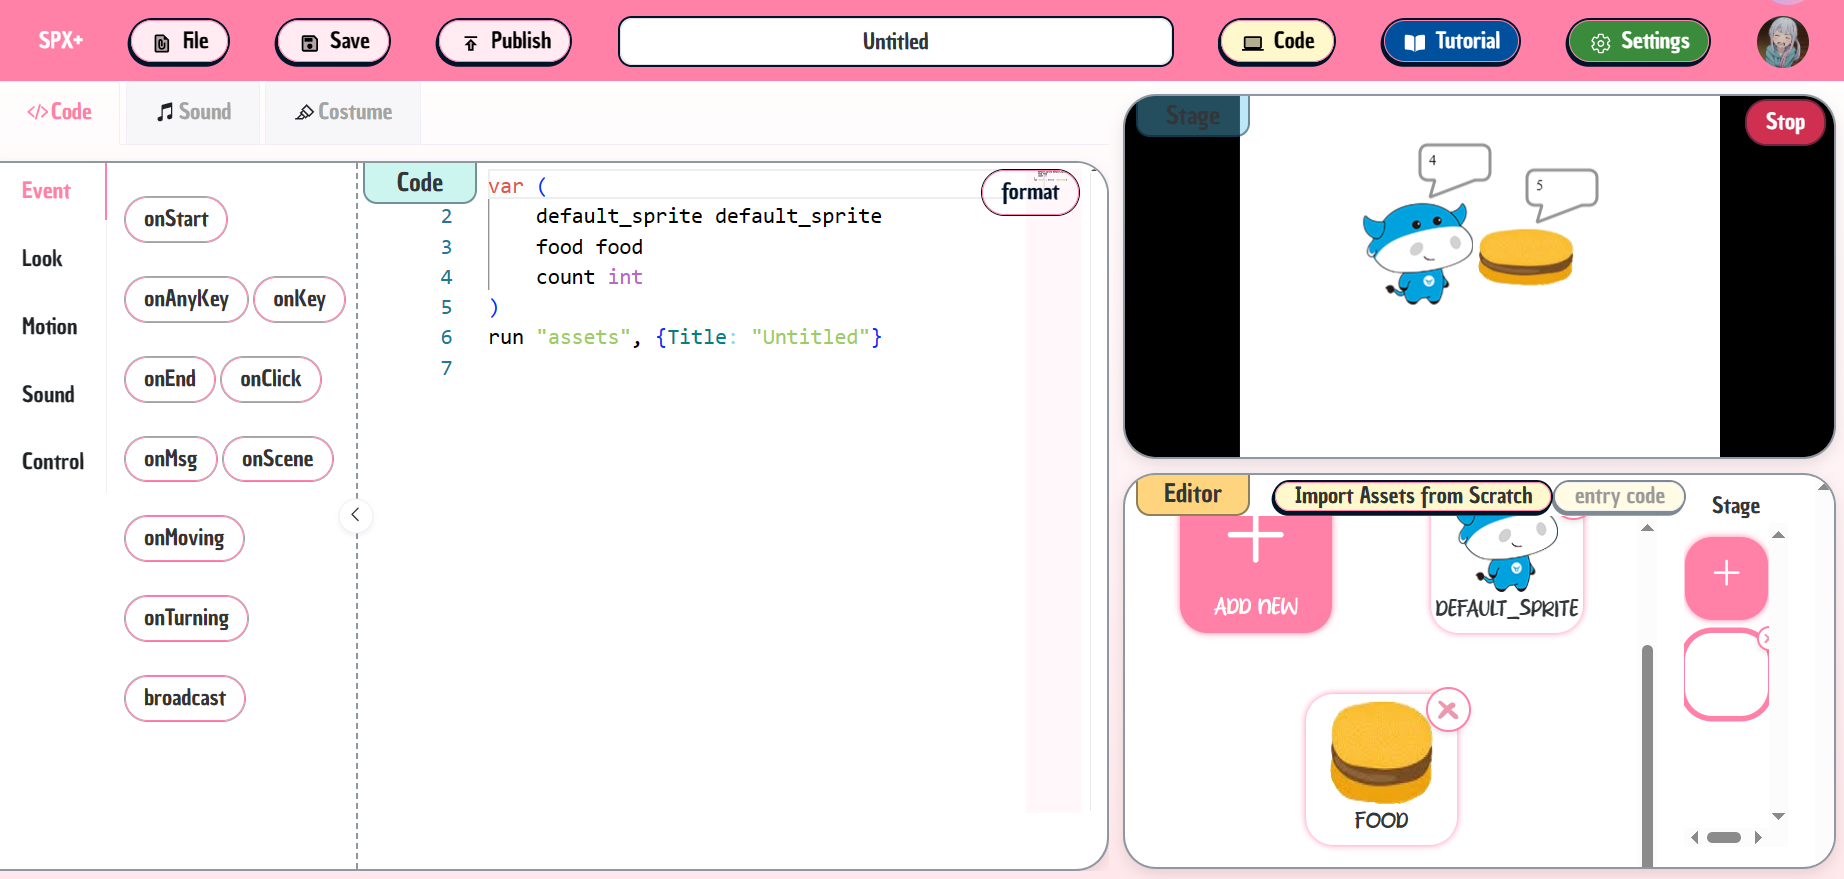 SPX+
File
Save
Publish
Untitled
Code
Tutorial
Settings
</>Code
Sound
Costume
Event
Look
Motion
Sound
Control
onStart
onAnyKey
onKey
onEnd
onClick
onMsg
onScene
onMoving
onTurning
broadcast
Code
format
var (
2 default_sprite default_sprite
3 food food
4 count int
5 )
6 run "assets", {Title: "Untitled"}
7
Stage
Stop
4
5
Editor
Import Assets from Scratch
entry code
Stage
ADD NEW
DEFAULT_SPRITE
FOOD